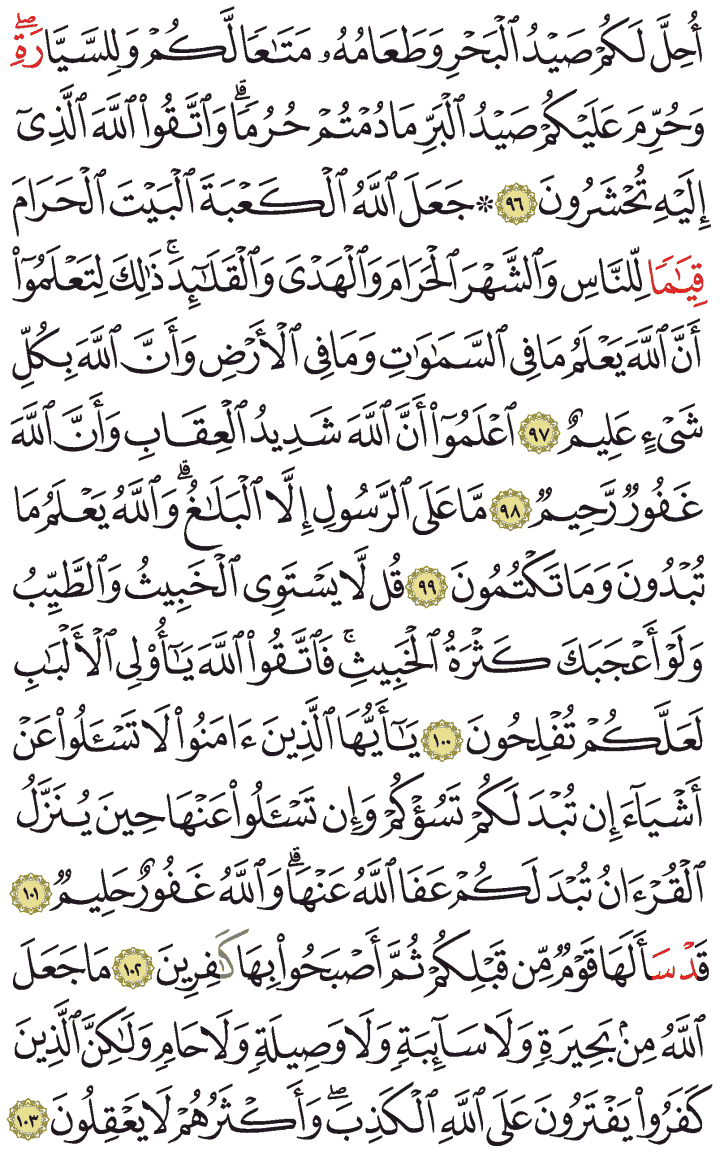 أُحِلَّ لَكُمْ صَيْدُ ٱلْبَحْرِ وَطَعَامُهُۥ مَتَـٰعًا لَّكُمْ وَلِلسَّيَّارَةِۖ
وَحُرِّمَ عَلَيْكُمْ صَيْدُ ٱلْبَرِّ مَا دُمْتُمْ حُرُمًاۗ وَٱتَّقُوا۟ ٱللَّهَ ٱلَّذِىٓ
إِلَيْهِ تُحْشَرُونَ ٩٦ ۞ جَعَلَ ٱللَّهُ ٱلْكَعْبَةَ ٱلْبَيْتَ ٱلْحَرَامَ
قِيَـٰمًا لِّلنَّاسِ وَٱلشَّهْرَ ٱلْحَرَامَ وَٱلْهَدْىَ وَٱلْقَلَـٰٓئِدَۚ ذَٰلِكَ لِتَعْلَمُوٓا۟
أَنَّ ٱللَّهَ يَعْلَمُ مَا فِى ٱلسَّمَـٰوَٰتِ وَمَا فِى ٱلْأَرْضِ وَأَنَّ ٱللَّهَ بِكُلِّ
شَىْءٍ عَلِيمٌ ٩٧ ٱعْلَمُوٓا۟ أَنَّ ٱللَّهَ شَدِيدُ ٱلْعِقَابِ وَأَنَّ ٱللَّهَ
غَفُورٌ رَّحِيمٌ ٩٨ مَّا عَلَى ٱلرَّسُولِ إِلَّا ٱلْبَلَـٰغُۗ وَٱللَّهُ يَعْلَمُ مَا
تُبْدُونَ وَمَا تَكْتُمُونَ ٩٩ قُل لَّا يَسْتَوِى ٱلْخَبِيثُ وَٱلطَّيِّبُ
وَلَوْ أَعْجَبَكَ كَثْرَةُ ٱلْخَبِيثِۚ فَٱتَّقُوا۟ ٱللَّهَ يَـٰٓأُو۟لِى ٱلْأَلْبَـٰبِ
لَعَلَّكُمْ تُفْلِحُونَ ١٠٠ يَـٰٓأَيُّهَا ٱلَّذِينَ ءَامَنُوا۟ لَا تَسْـَٔلُوا۟ عَنْ
أَشْيَآءَ إِن تُبْدَ لَكُمْ تَسُؤْكُمْ وَإِن تَسْـَٔلُوا۟ عَنْهَا حِينَ يُنَزَّلُ
ٱلْقُرْءَانُ تُبْدَ لَكُمْ عَفَا ٱللَّهُ عَنْهَاۗ وَٱللَّهُ غَفُورٌ حَلِيمٌ ١٠١
قَدْ سَأَلَهَا قَوْمٌ مِّن قَبْلِكُمْ ثُمَّ أَصْبَحُوا۟ بِهَا كَـٰفِرِينَ ١٠٢ مَا جَعَلَ
ٱللَّهُ مِنۢ بَحِيرَةٍ وَلَا سَآئِبَةٍ وَلَا وَصِيلَةٍ وَلَا حَامٍ وَلَـٰكِنَّ ٱلَّذِينَ
كَفَرُوا۟ يَفْتَرُونَ عَلَى ٱللَّهِ ٱلْكَذِبَۖ وَأَكْثَرُهُمْ لَا يَعْقِلُونَ ١٠٣